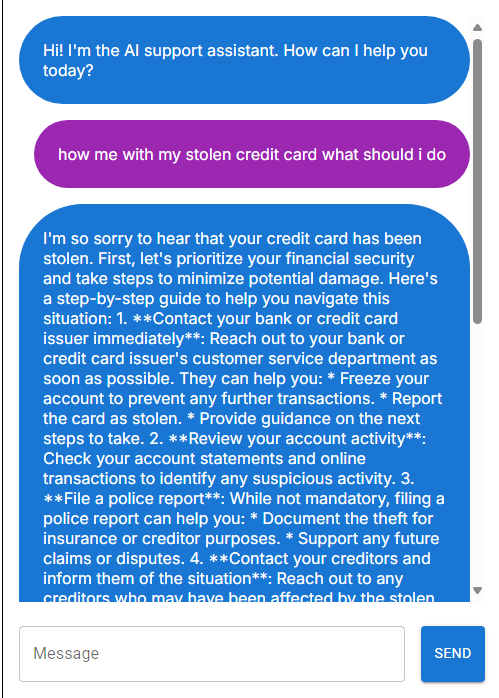 Hi! I'm the AI support assistant. How can I help you
today?
how me with my stolen credit card what should i do
I'm so sorry to hear that your credit card has been
stolen. First, let's prioritize your financial security
and take steps to minimize potential damage. Here's
a step-by-step guide to help you navigate this
situation: 1. **Contact your bank or credit card
issuer immediately**: Reach out to your bank or
credit card issuer's customer service department as
soon as possible. They can help you: * Freeze your
account to prevent any further transactions. * Report
the card as stolen. * Provide guidance on the next
steps to take. 2. **Review your account activity**:
Check your account statements and online
transactions to identify any suspicious activity. 3.
**File a police report**: While not mandatory, filing a
police report can help you: * Document the theft for
insurance or creditor purposes. * Support any future
claims or disputes. 4. **Contact your creditors and
inform them of the situation**: Reach out to any
creditors who may have been affected by the stolen
Message
SEND